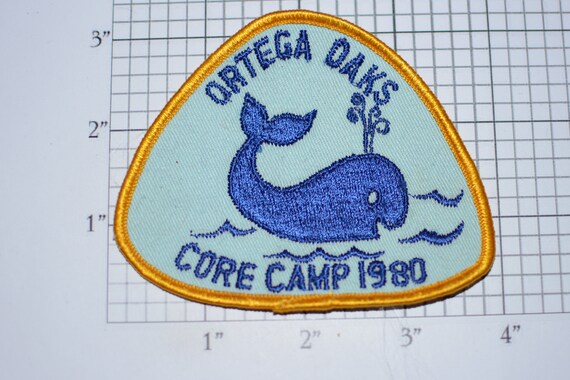 ORTEGA OAKS
CORE CAMP 1980
3"
2"
1"
1" 2" 3" 4"